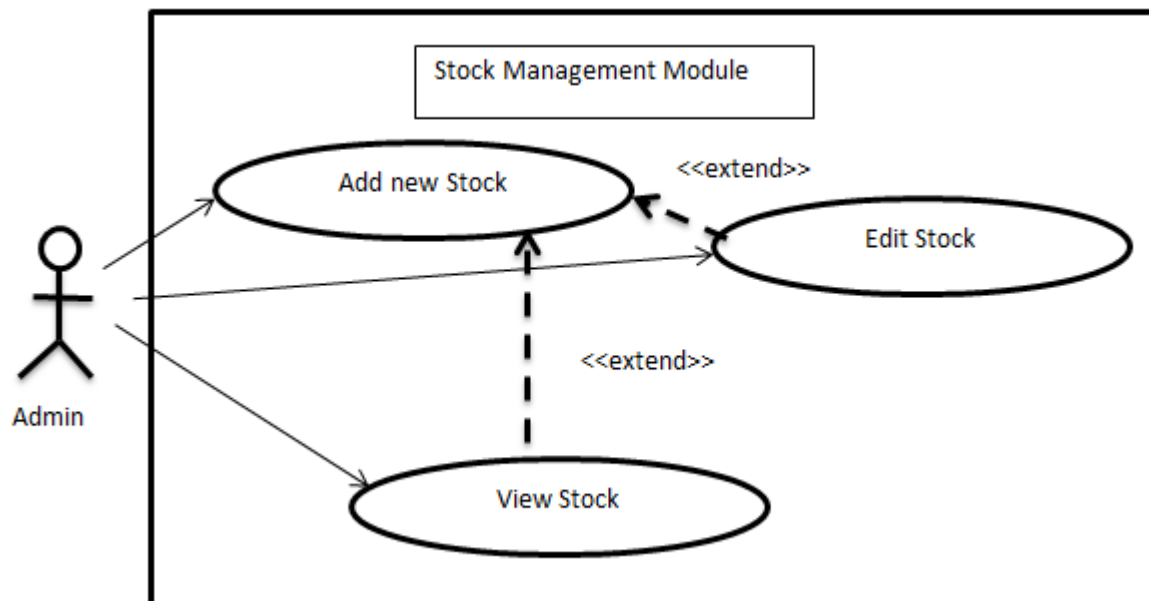 Stock Management Module
Add new Stock
<<extend>>
Edit Stock
<<extend>>
Admin
View Stock